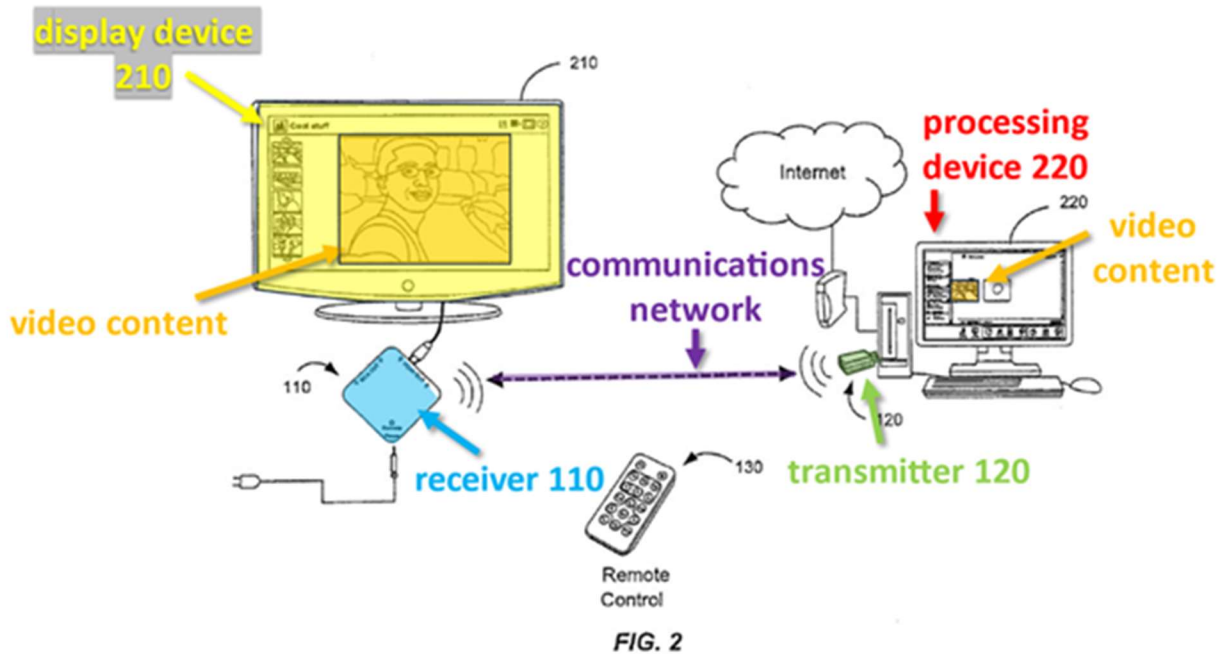 display device
210
210
Cool stuff
processing
device 220
Internet
220
video
content
communications
network
video content
110
120
receiver 110
130
transmitter 120
Remote
Control
FIG. 2